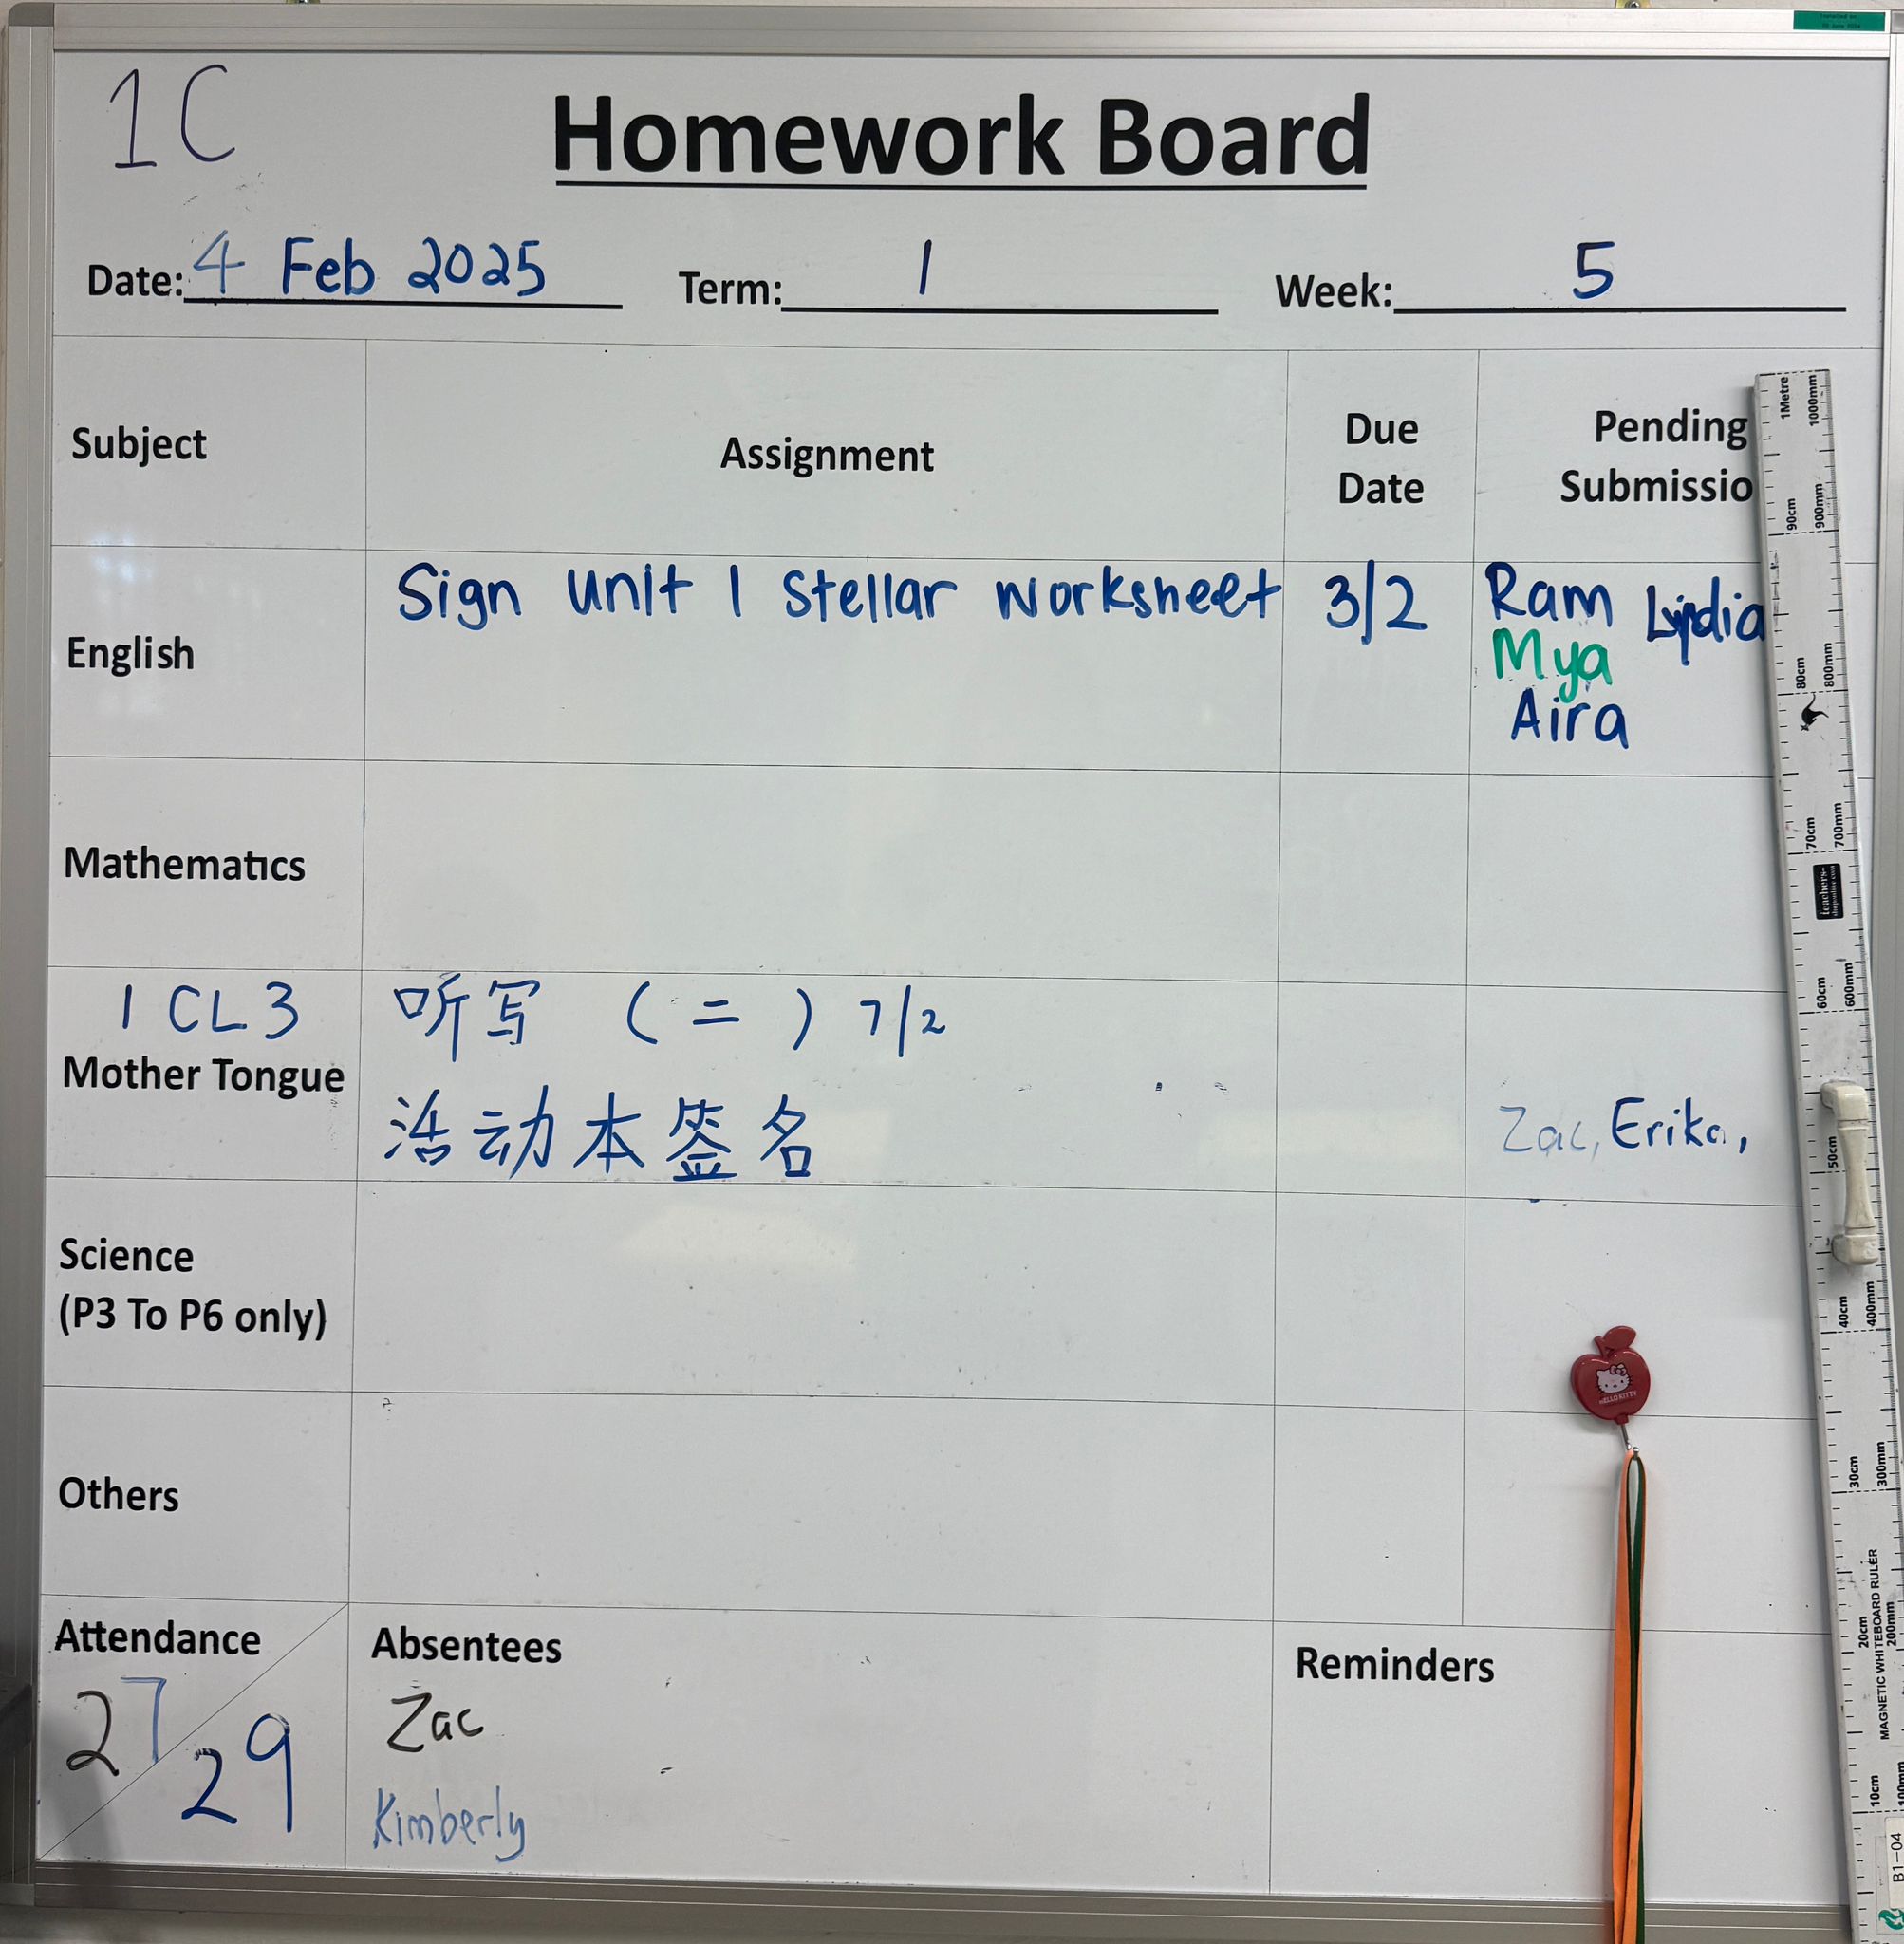 1C
Homework Board
Date: 4 Feb 2025 Term: 1 Week: 5
Subject Assignment Due Date Pending Submissio
English Sign Unit 1 Stellar Worksheet 3/2 Ram Lydia
Mya
Aira
Mathematics
1 CL 3 听写 (二) 7/2
Mother Tongue
活动本签名 Zac, Erika,
Science
(P3 To P6 only)
HELLO KITTY
Others
Attendance Absentees Reminders
27 29
Zac
Kimberly
1Metre 1000mm
90cm 900mm
80cm 800mm
70cm 700mm
teachers-
60cm 600mm
50cm
40cm 400mm
30cm 300mm
20cm 200mm
MAGNETIC WHITEBOARD RULER
10cm 100mm
B1-04